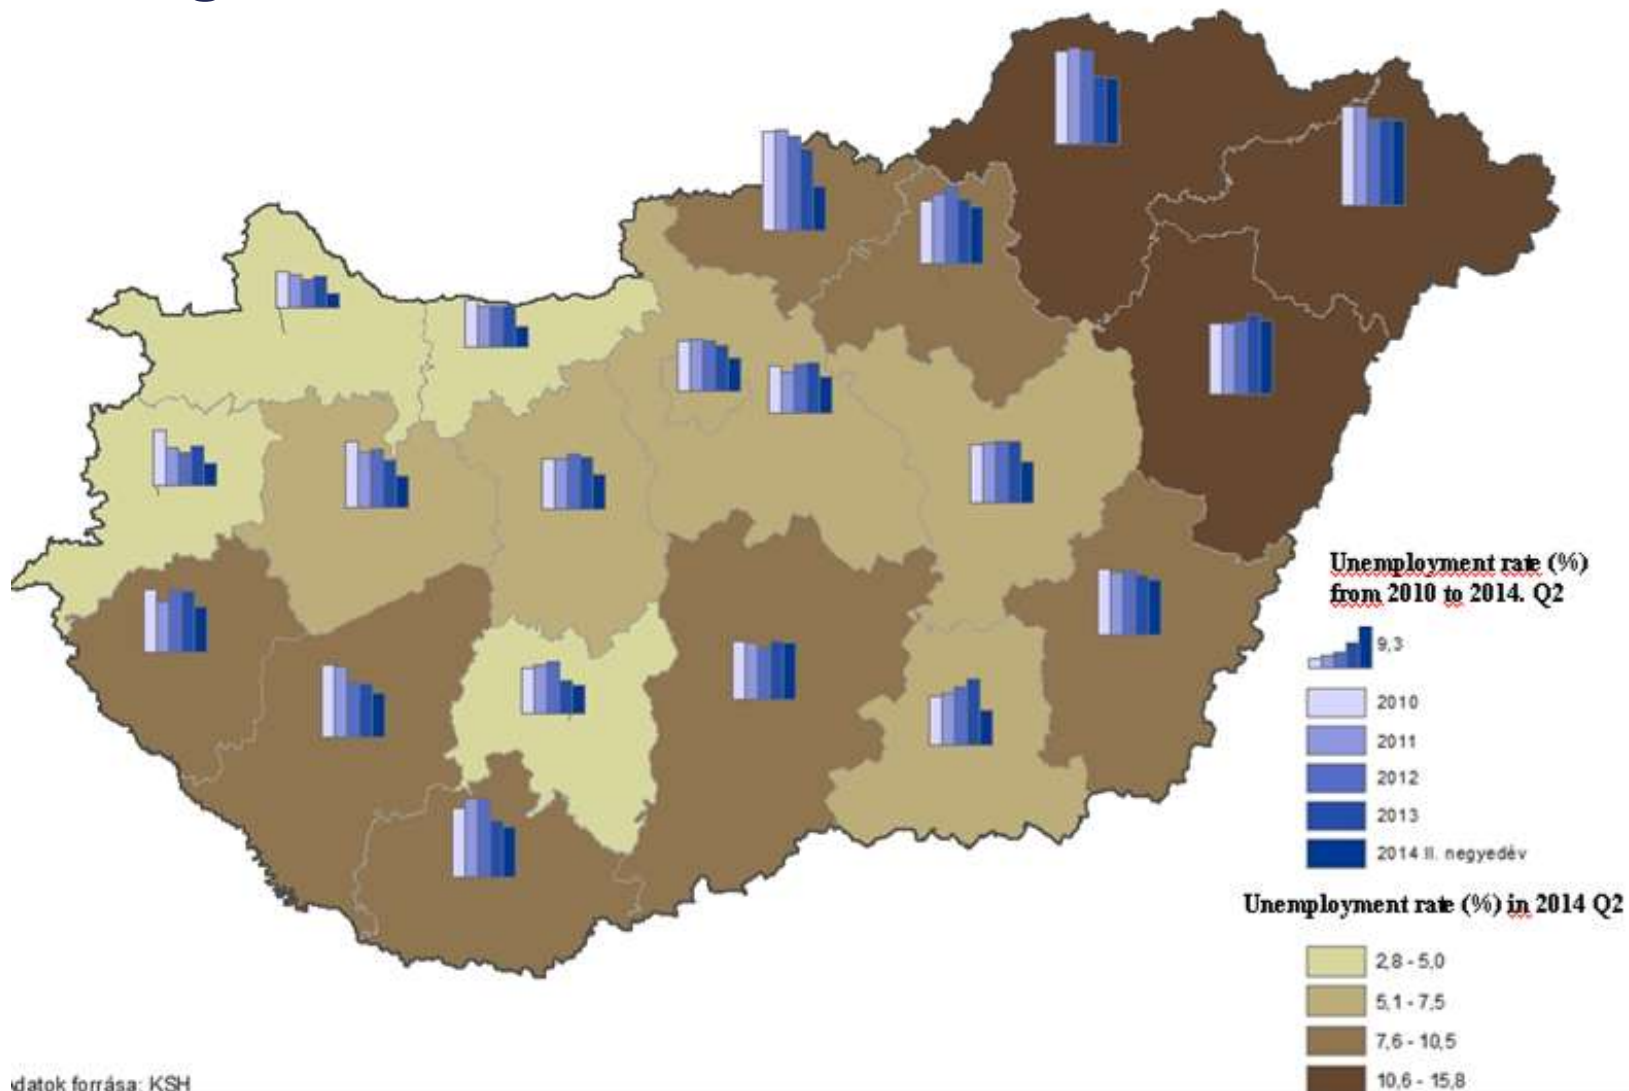 Unemployment rate (%)
from 2010 to 2014. Q2
9,3
2010
2011
2012
2013
2014 II. negyedév
Unemployment rate (%) in 2014 Q2
2,8 - 5,0
5,1 - 7,5
7,6 - 10,5
10,6 - 15,8
datok forrása: KSH